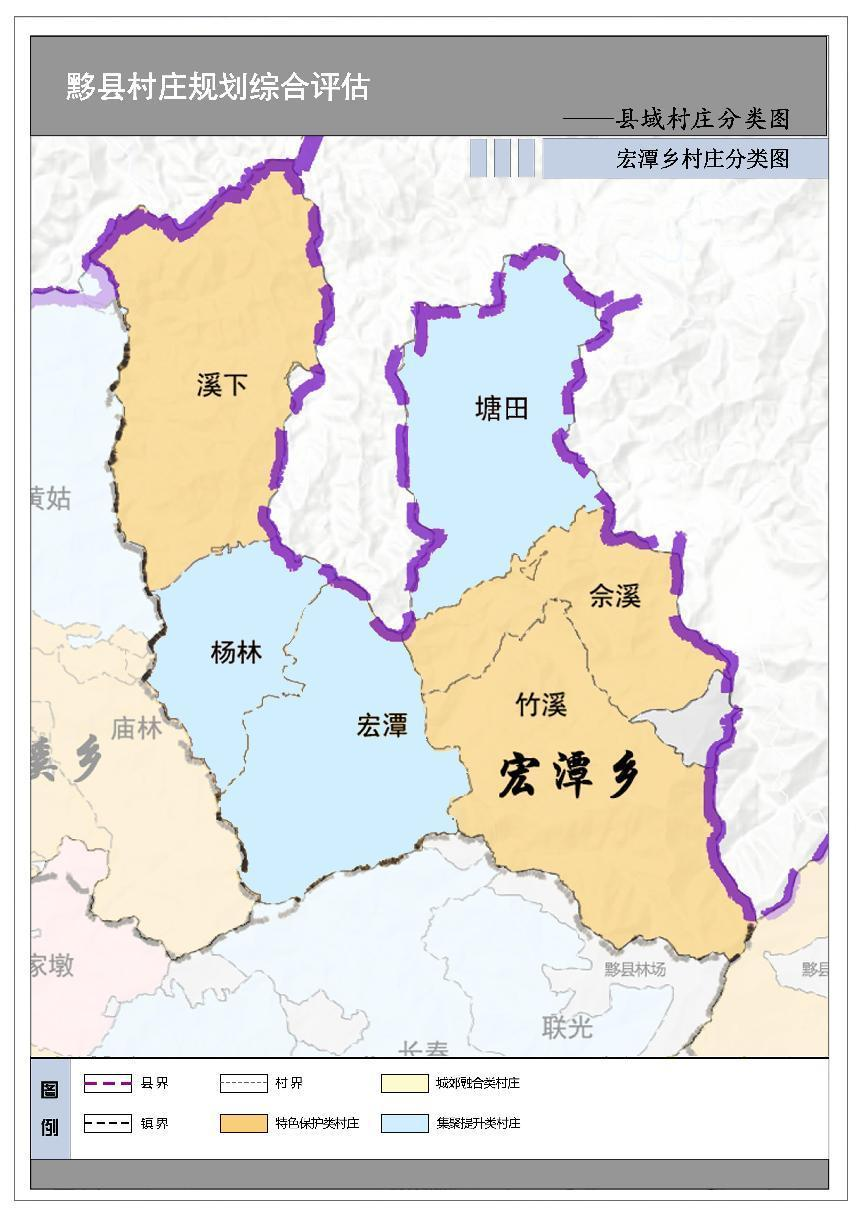 黟县村庄规划综合评估
——县域村庄分类图
宏潭乡村庄分类图
溪下
塘田
黄姑
佘溪
杨林
竹溪
宏潭
庙林
溪乡
宏潭乡
家墩
黟县林场
黟县
联光
长春
图例
县界
村界
城郊融合类村庄
镇界
特色保护类村庄
集聚提升类村庄